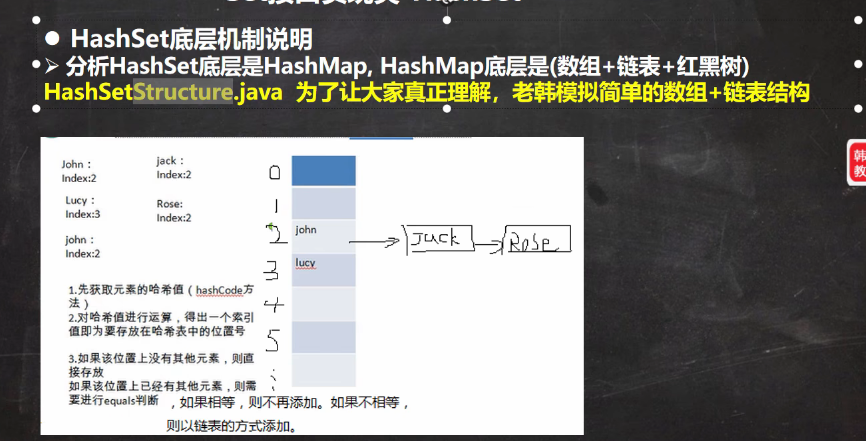 HashSet底层机制说明
分析HashSet底层是HashMap, HashMap底层是(数组+链表+红黑树)
HashSetStructure.java 为了让大家真正理解，老韩模拟简单的数组+链表结构
John：
Index:2
jack：
Index:2
Lucy：
Index:3
Rose:
Index:2
john：
Index:2
0
1
2 john Jack Rose
3 lucy
4
5
1.先获取元素的哈希值（hashCode方
法）
2.对哈希值进行运算，得出一个索引
值即为要存放在哈希表中的位置号
3.如果该位置上没有其他元素，则直
接存放
如果该位置上已经有其他元素，则需
要进行equals判断 ，如果相等，则不再添加。如果不相等，
则以链表的方式添加。
韩
教